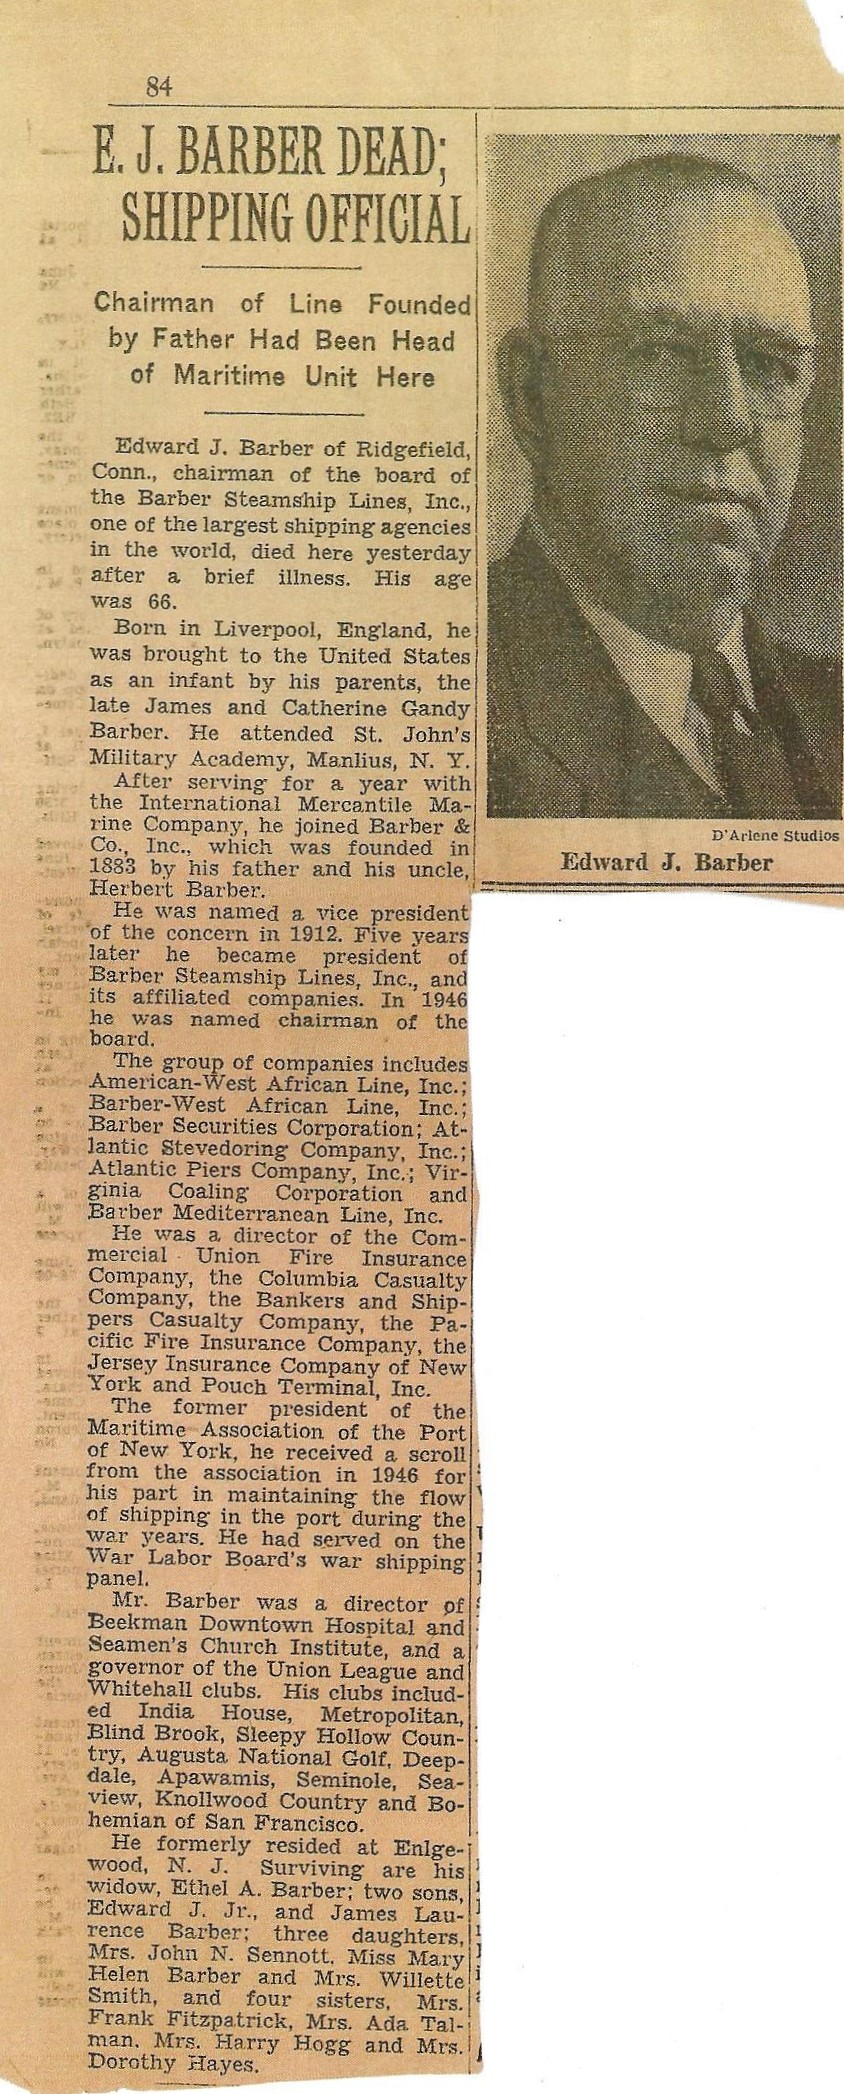 84
E. J. BARBER DEAD;
SHIPPING OFFICIAL
Chairman of Line Founded
by Father Had Been Head
of Maritime Unit Here
Edward J. Barber of Ridgefield,
Conn., chairman of the board of
the Barber Steamship Lines, Inc.,
one of the largest shipping agencies
in the world, died here yesterday
after a brief illness. His age
was 66.
Born in Liverpool, England, he
was brought to the United States
as an infant by his parents, the
late James and Catherine Gandy
Barber. He attended St. John's
Military Academy, Manlius, N. Y.
After serving for a year with
the International Mercantile Ma-
rine Company, he joined Barber &
Co., Inc., which was founded in
1883 by his father and his uncle,
Herbert Barber.
He was named a vice president
of the concern in 1912. Five years
later he became president of
Barber Steamship Lines, Inc., and
its affiliated companies. In 1946
he was named chairman of the
board.
The group of companies includes
American-West African Line, Inc.;
Barber-West African Line, Inc.;
Barber Securities Corporation; At-
lantic Stevedoring Company, Inc.;
Atlantic Piers Company, Inc.; Vir-
ginia Coaling Corporation and
Barber Mediterranean Line, Inc.
He was a director of the Com-
mercial Union Fire Insurance
Company, the Columbia Casualty
Company, the Bankers and Ship-
pers Casualty Company, the Pa-
cific Fire Insurance Company, the
Jersey Insurance Company of New
York and Pouch Terminal, Inc.
The former president of the
Maritime Association of the Port
of New York, he received a scroll
from the association in 1946 for
his part in maintaining the flow
of shipping in the port during the
war years. He had served on the
War Labor Board's war shipping
panel.
Mr. Barber was a director of
Beekman Downtown Hospital and
Seamen's Church Institute, and a
governor of the Union League and
Whitehall clubs. His clubs includ-
ed India House, Metropolitan,
Blind Brook, Sleepy Hollow Coun-
try, Augusta National Golf, Deep-
dale, Apawamis, Seminole, Sea-
view, Knollwood Country and Bo-
hemian of San Francisco.
He formerly resided at Enlge-
wood, N. J. Surviving are his
widow, Ethel A. Barber; two sons,
Edward J. Jr., and James Lau-
rence Barber; three daughters,
Mrs. John N. Sennott, Miss Mary
Helen Barber and Mrs. Willette
Smith, and four sisters, Mrs.
Frank Fitzpatrick, Mrs. Ada Tal-
man, Mrs. Harry Hogg and Mrs.
Dorothy Hayes.
D'Arlene Studios
Edward J. Barber